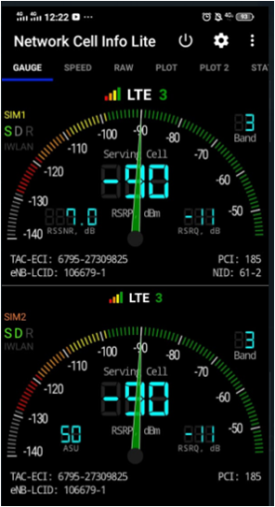 12:22
Network Cell Info Lite
GAUGE SPEED RAW PLOT PLOT 2 STA
LTE 3
SIM1
S D R
IWLAN
3
Band
-140 -130 -120 -110 -100 -90 -80 -70 -60 -50
Serving Cell
-90
RSRP, dBm
7.0
RSSNR, dB
-11
RSRQ, dB
TAC-ECI: 6795-27309825 PCI: 185
eNB-LCID: 106679-1 NID: 61-2
LTE 3
SIM2
S D R
IWLAN
3
Band
-140 -130 -120 -110 -100 -90 -80 -70 -60 -50
Serving Cell
-90
RSRP, dBm
50
ASU
-11
RSRQ, dB
TAC-ECI: 6795-27309825 PCI: 185
eNB-LCID: 106679-1